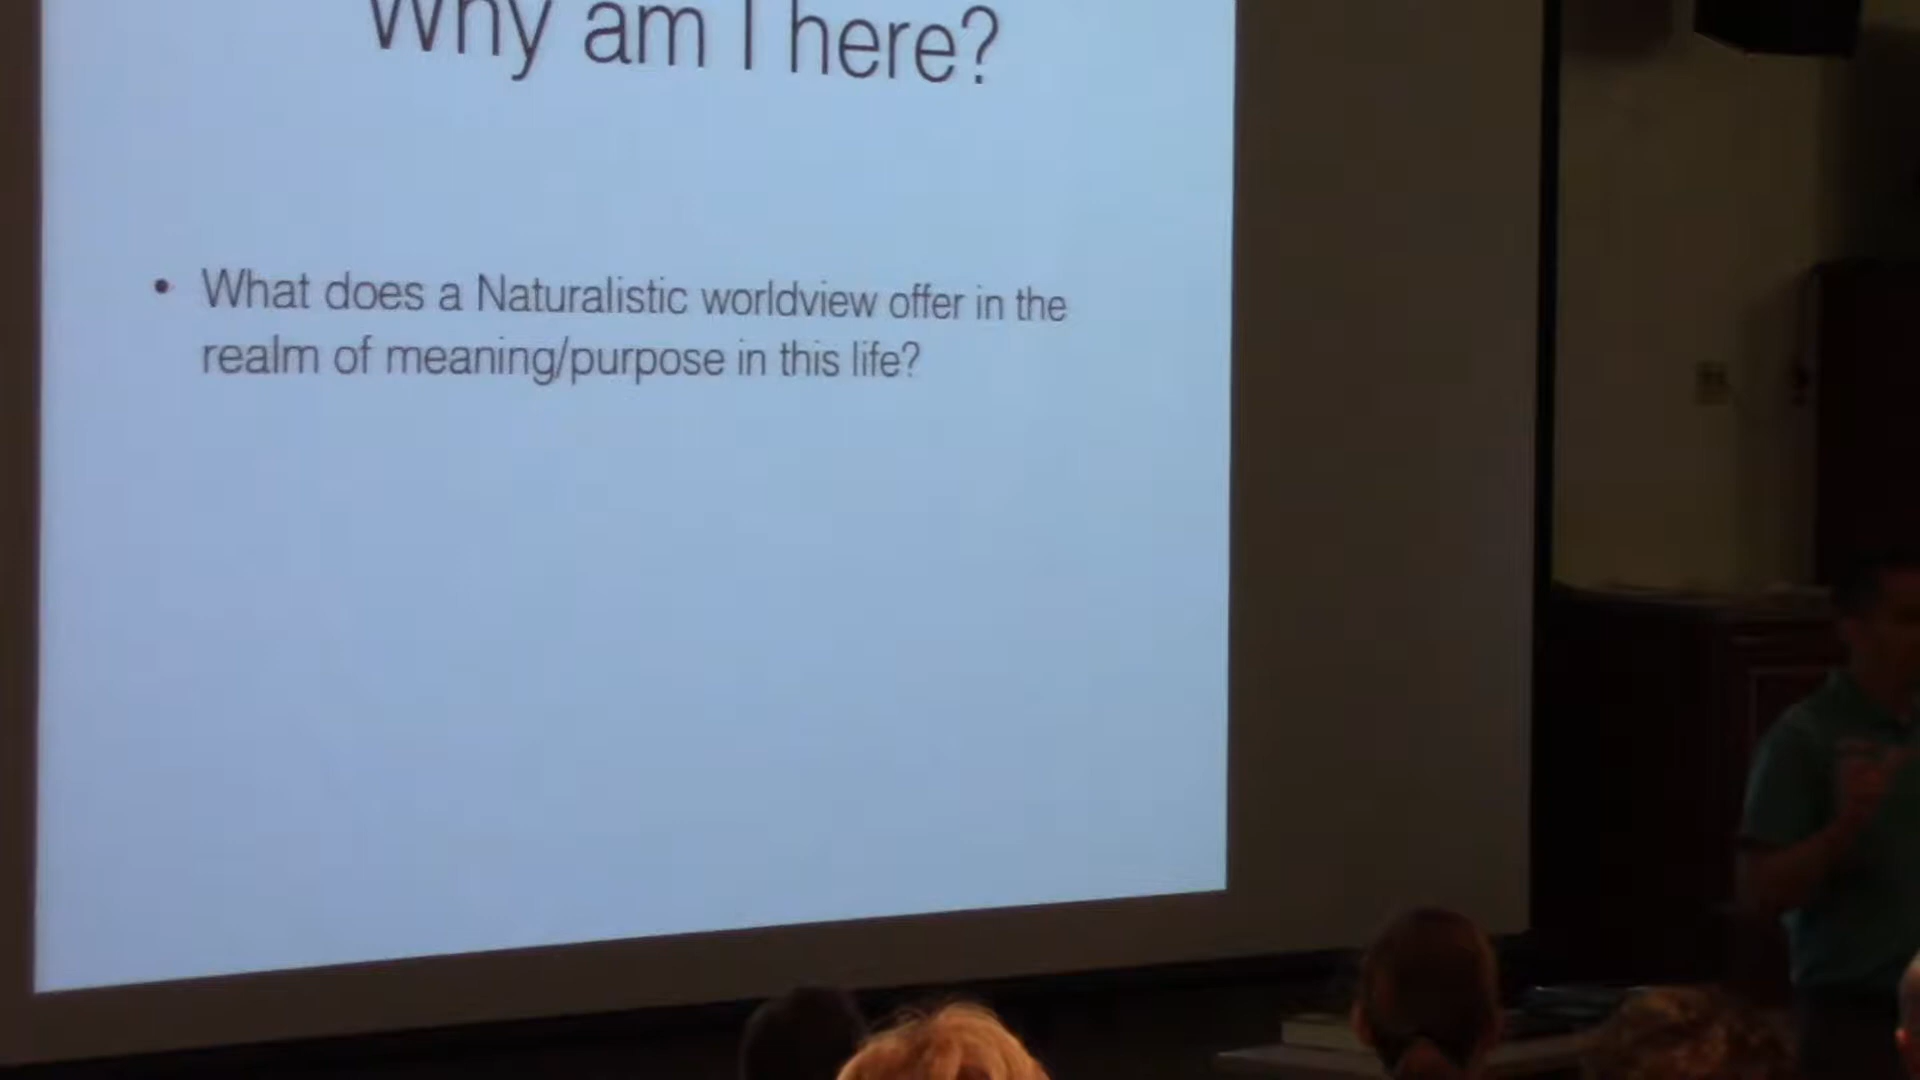 Why am I here?
• What does a Naturalistic worldview offer in the
realm of meaning/purpose in this life?